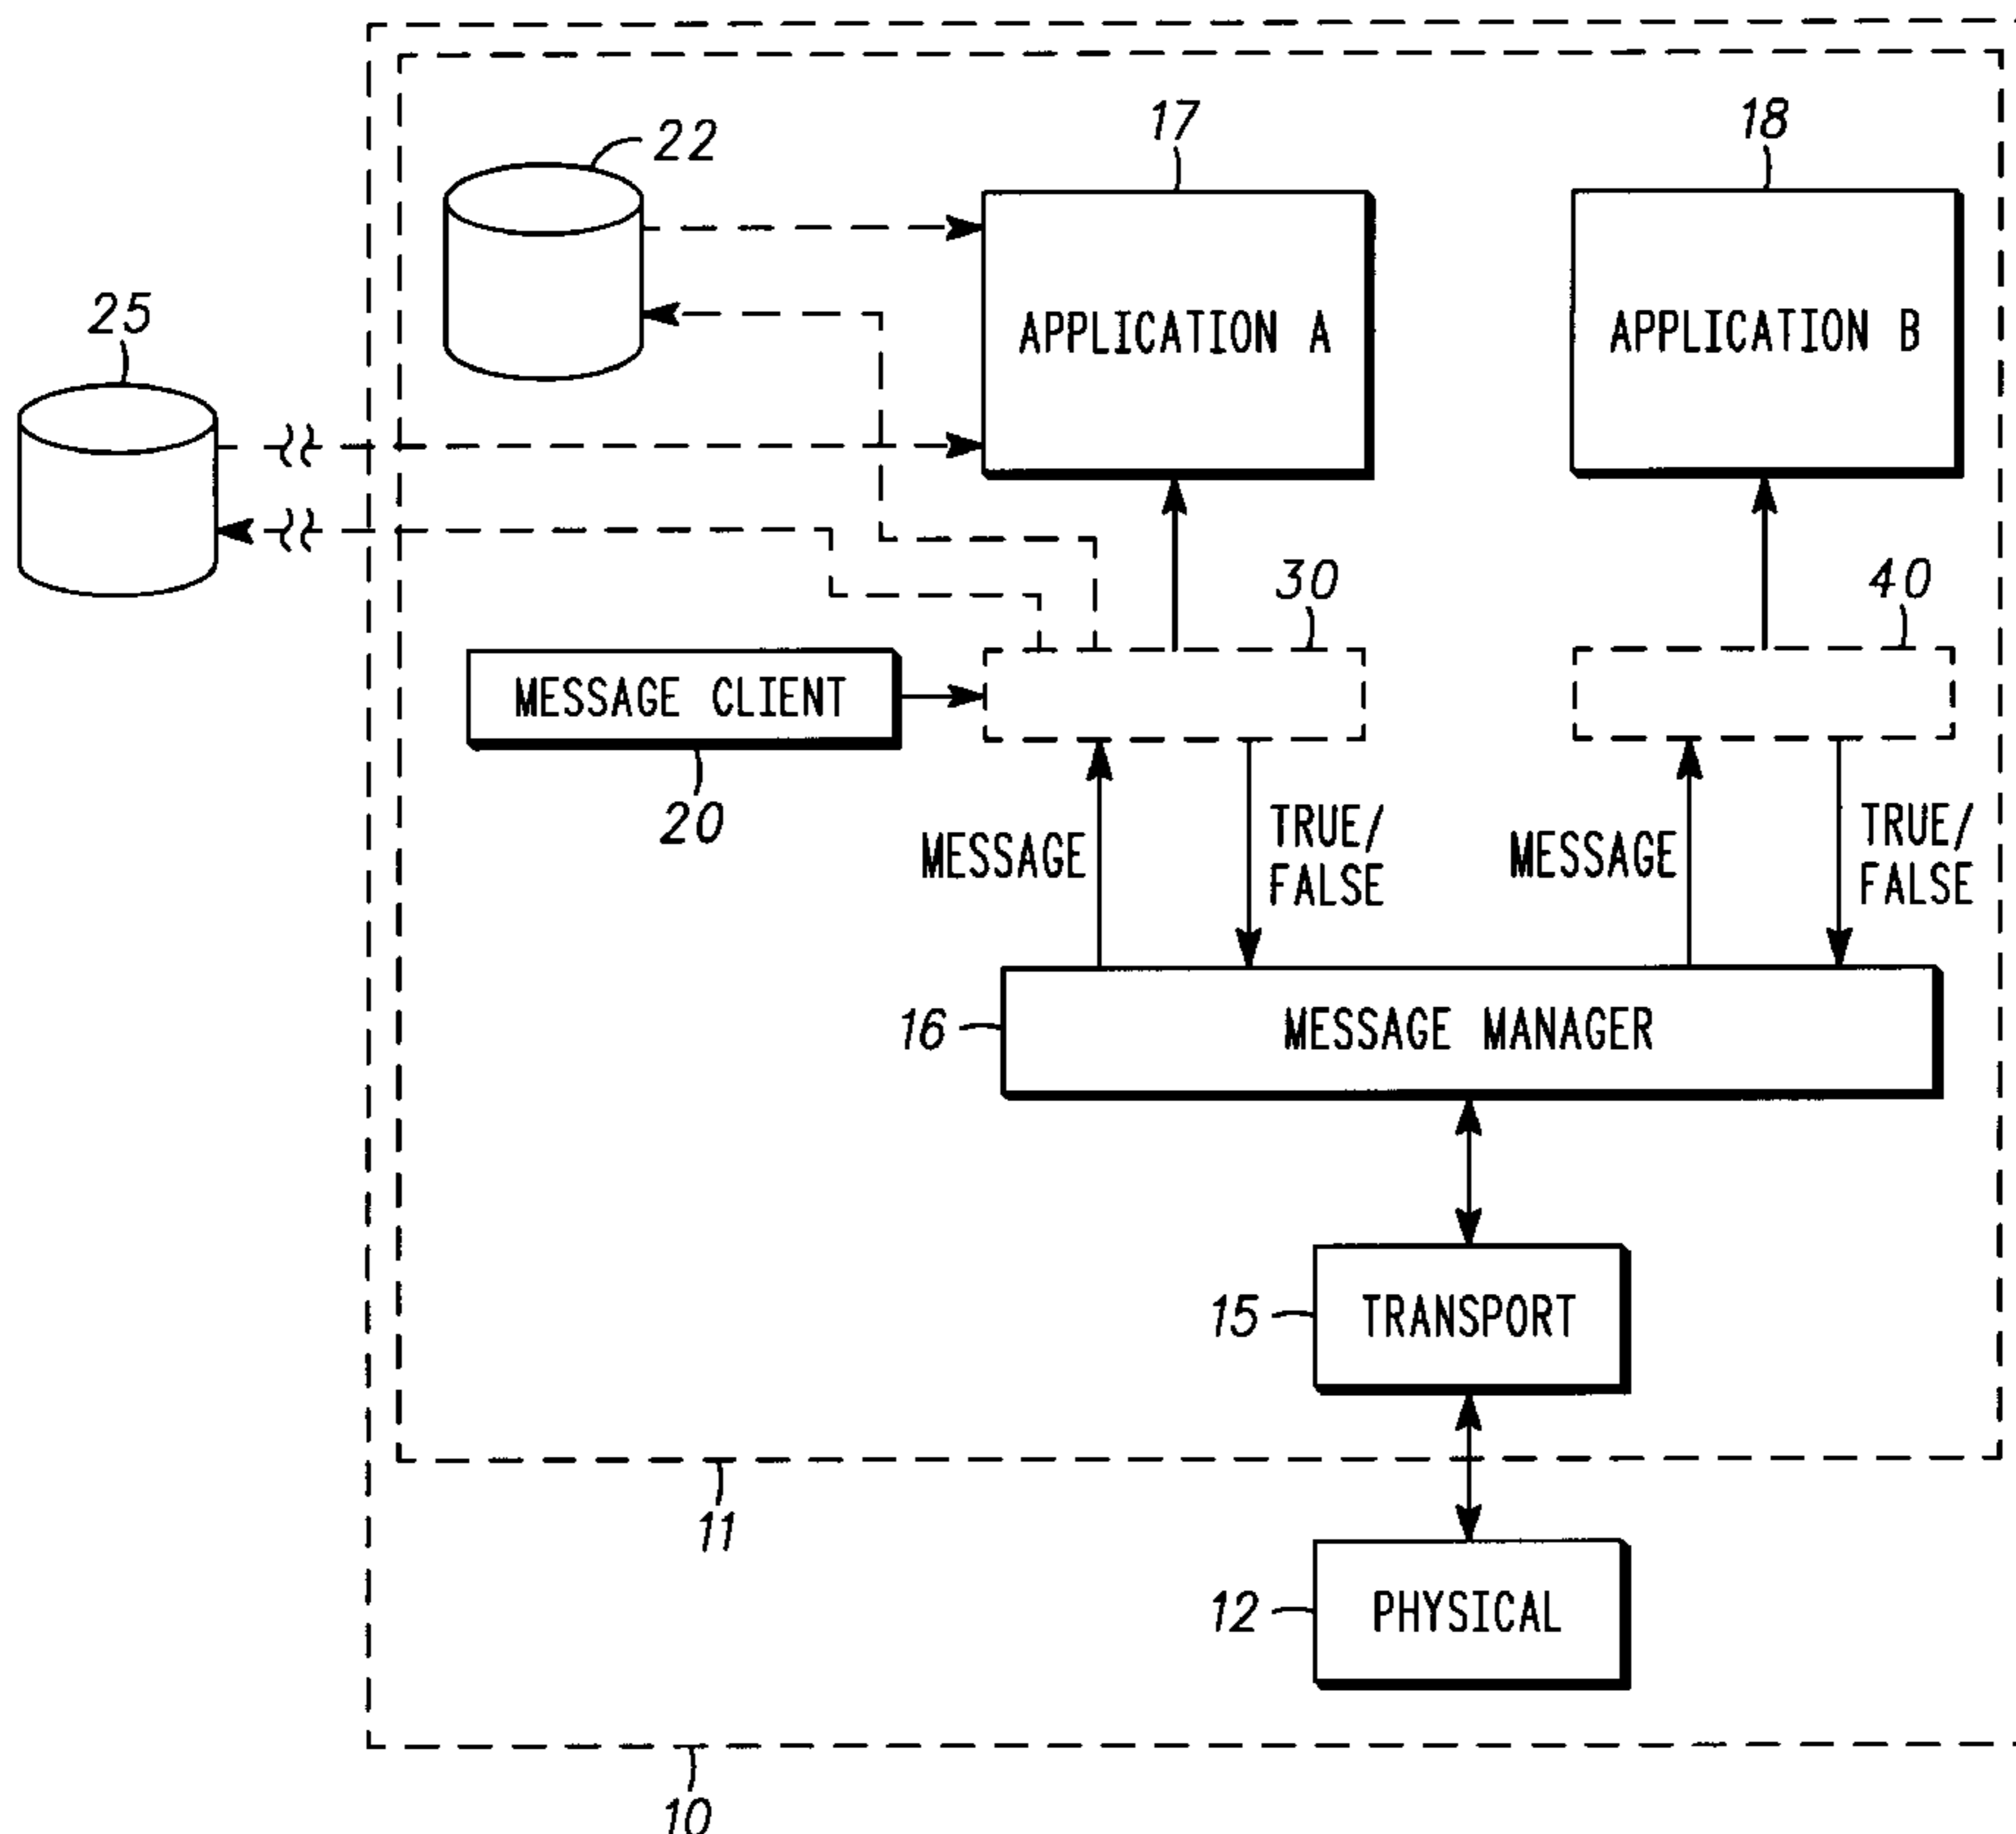 17
18
22
25
APPLICATION A
APPLICATION B
30
40
MESSAGE CLIENT
20
MESSAGE
TRUE/
FALSE
MESSAGE
TRUE/
FALSE
16
MESSAGE MANAGER
15
TRANSPORT
11
12
PHYSICAL
10